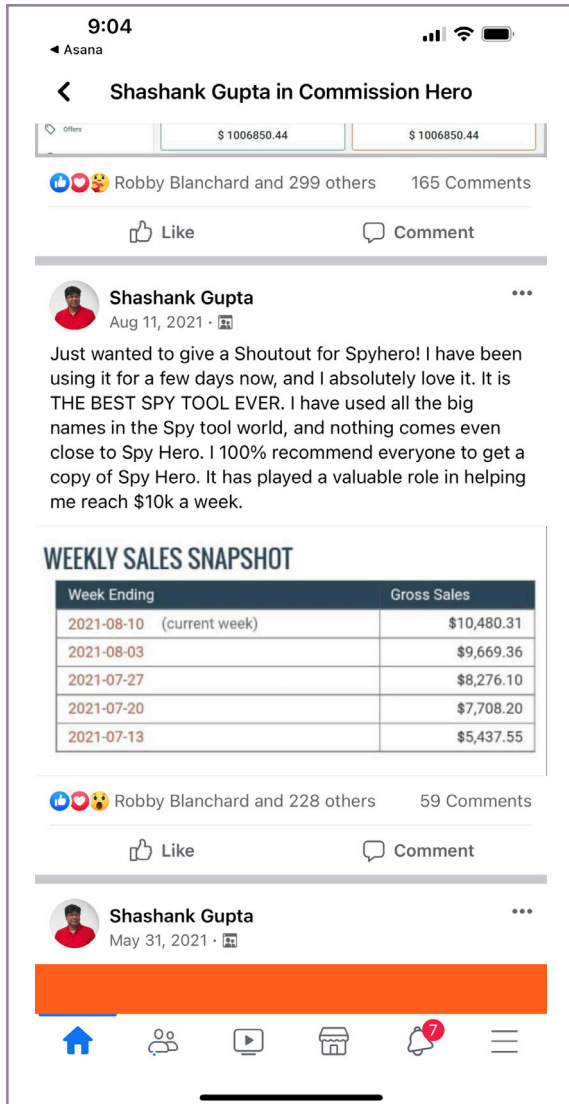 9:04
◀ Asana
Shashank Gupta in Commission Hero
Offers
$ 1006850.44
$ 1006850.44
Robby Blanchard and 299 others 165 Comments
Like Comment
Shashank Gupta
Aug 11, 2021 ·
Just wanted to give a Shoutout for Spyhero! I have been
using it for a few days now, and I absolutely love it. It is
THE BEST SPY TOOL EVER. I have used all the big
names in the Spy tool world, and nothing comes even
close to Spy Hero. I 100% recommend everyone to get a
copy of Spy Hero. It has played a valuable role in helping
me reach $10k a week.
WEEKLY SALES SNAPSHOT
Week Ending Gross Sales
2021-08-10 (current week) $10,480.31
2021-08-03 $9,669.36
2021-07-27 $8,276.10
2021-07-20 $7,708.20
2021-07-13 $5,437.55
Robby Blanchard and 228 others 59 Comments
Like Comment
Shashank Gupta
May 31, 2021 ·
7